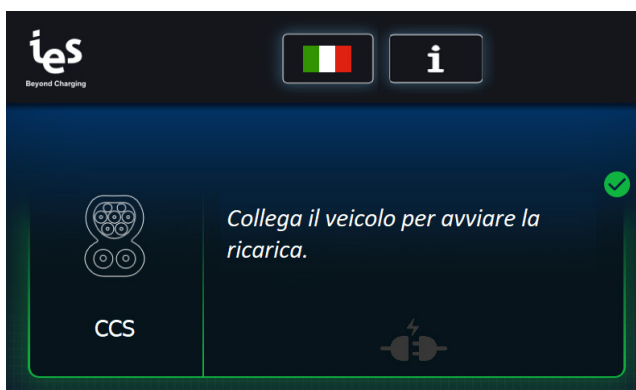 ies
Beyond Charging
i
Collega il veicolo per avviare la
ricarica.
CCS